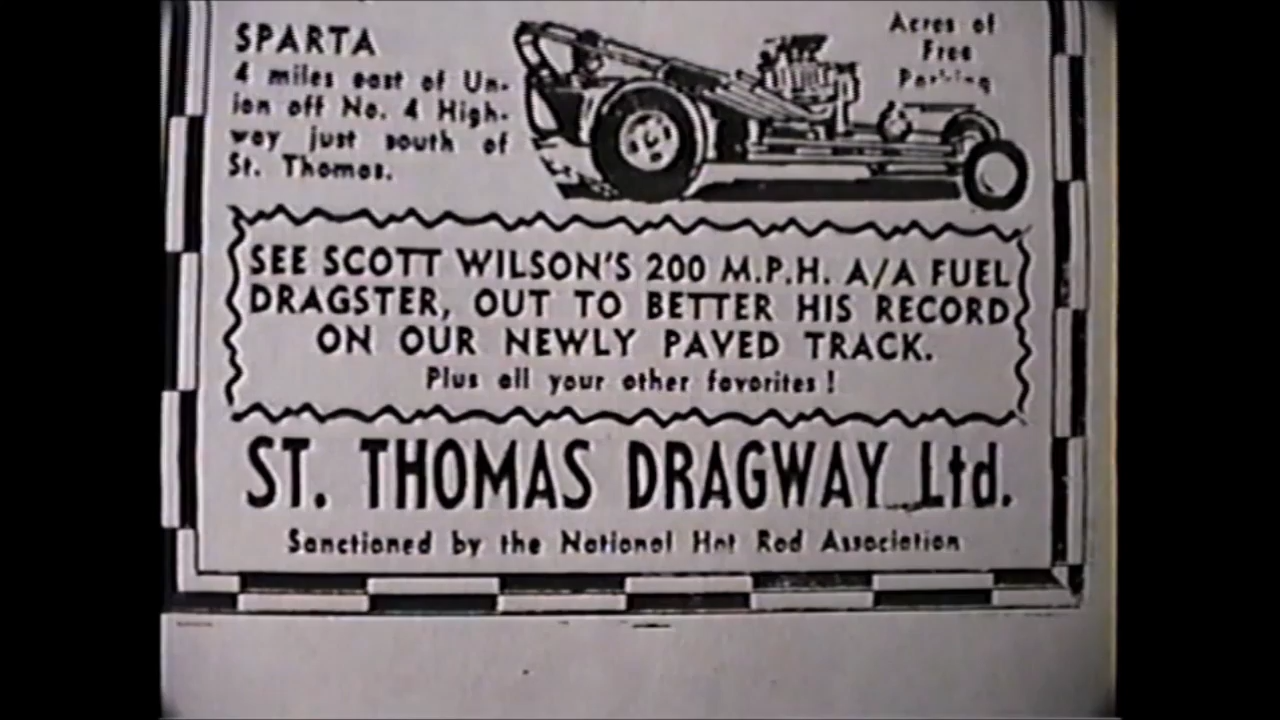 SPARTA
4 miles east of Un-
ion off No. 4 High-
way just south of
St. Thomas.
Acres of
Free
Parking
SEE SCOTT WILSON'S 200 M.P.H. A/A FUEL
DRAGSTER, OUT TO BETTER HIS RECORD
ON OUR NEWLY PAVED TRACK.
Plus all your other favorites!
ST. THOMAS DRAGWAY Ltd.
Sanctioned by the National Hot Rod Association